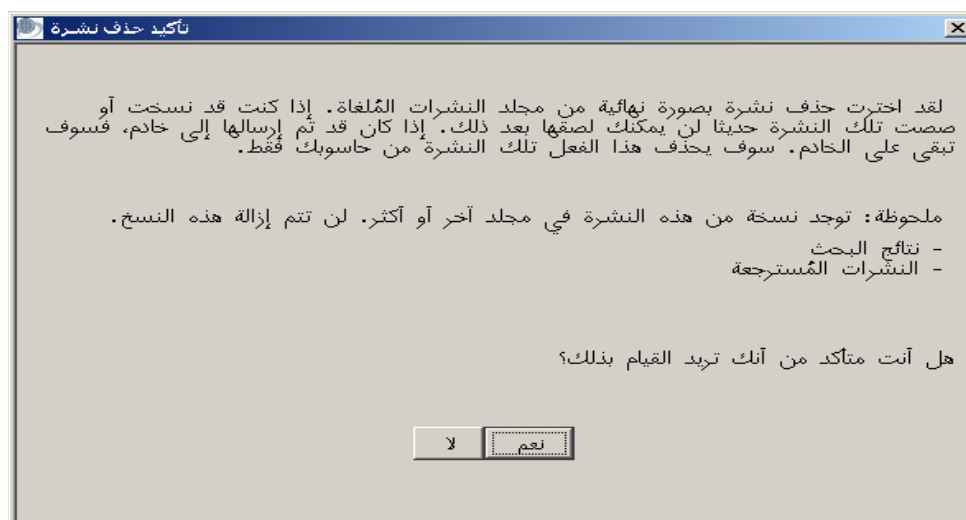 تأكيد حذف نشرة
لقد اخترت حذف نشرة بصورة نهائية من مجلد النشرات المُلغاة. إذا كنت قد نسخت أو
صصت تلك النشرة حديثا لن يمكنك لصقها بعد ذلك. إذا كان قد تم إرسالها إلى خادم، فسوف
تبقى على الخادم. سوف يحذف هذا الفعل تلك النشرة من حاسوبك فقط.
ملحوظة: توجد نسخة من هذه النشرة في مجلد آخر أو أكثر. لن تتم إزالة هذه النسخ.
- نتائج البحث
- النشرات المُسترجعة
هل أنت متأكد من أنك تريد القيام بذلك؟
نعم
لا